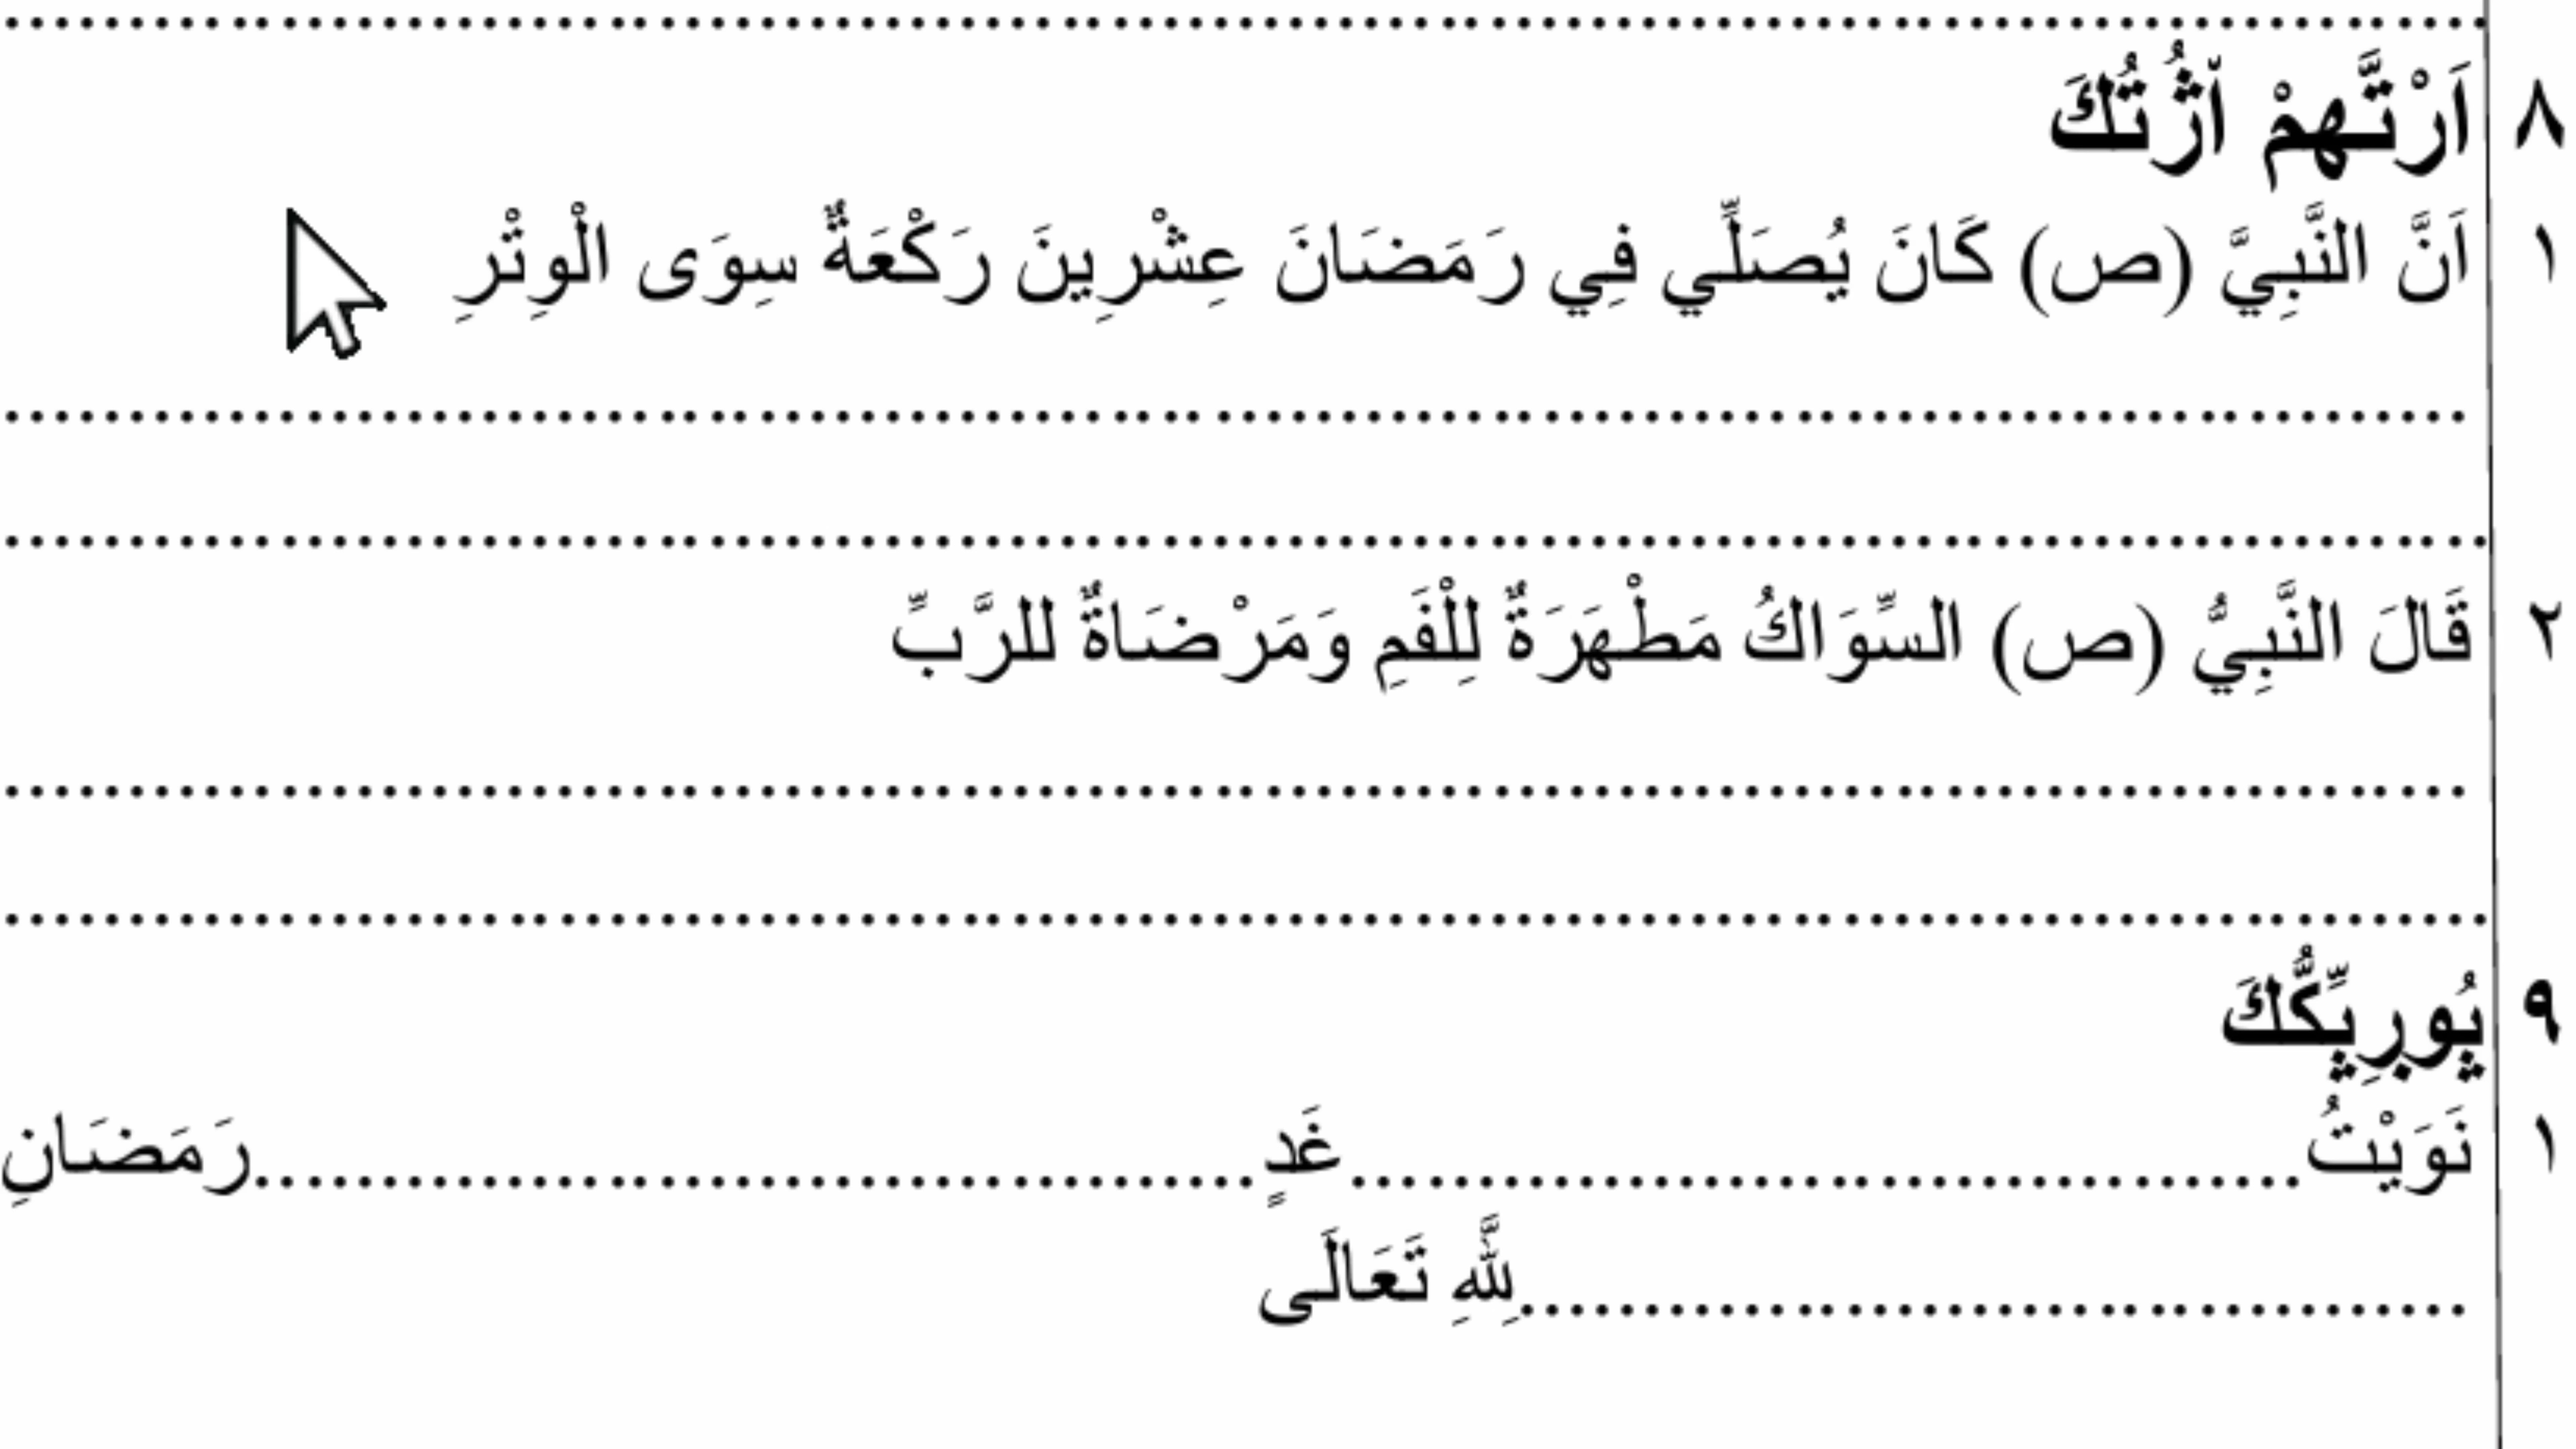 ٨ اَرْتَّهمْ أژُّتُكَ
١ اَنَّ النَّبِيَّ (ص) كَانَ يُصَلِّي فِي رَمَضَانَ عِشْرِينَ رَكْعَةٌ سِوَى الْوِتْرِ
٢ قَالَ النَّبِيُّ (ص) السِّوَاكُ مَطْهَرَةٌ لِلْفَمِ وَمَرْضَاةٌ للرَّبِّ
٩ پُورِپِّكُّكَ
١ نَوَيْتُ.......................................غَدٍ.......................................رَمَضَانِ
.......................................لِلَّهِ تَعَالَى